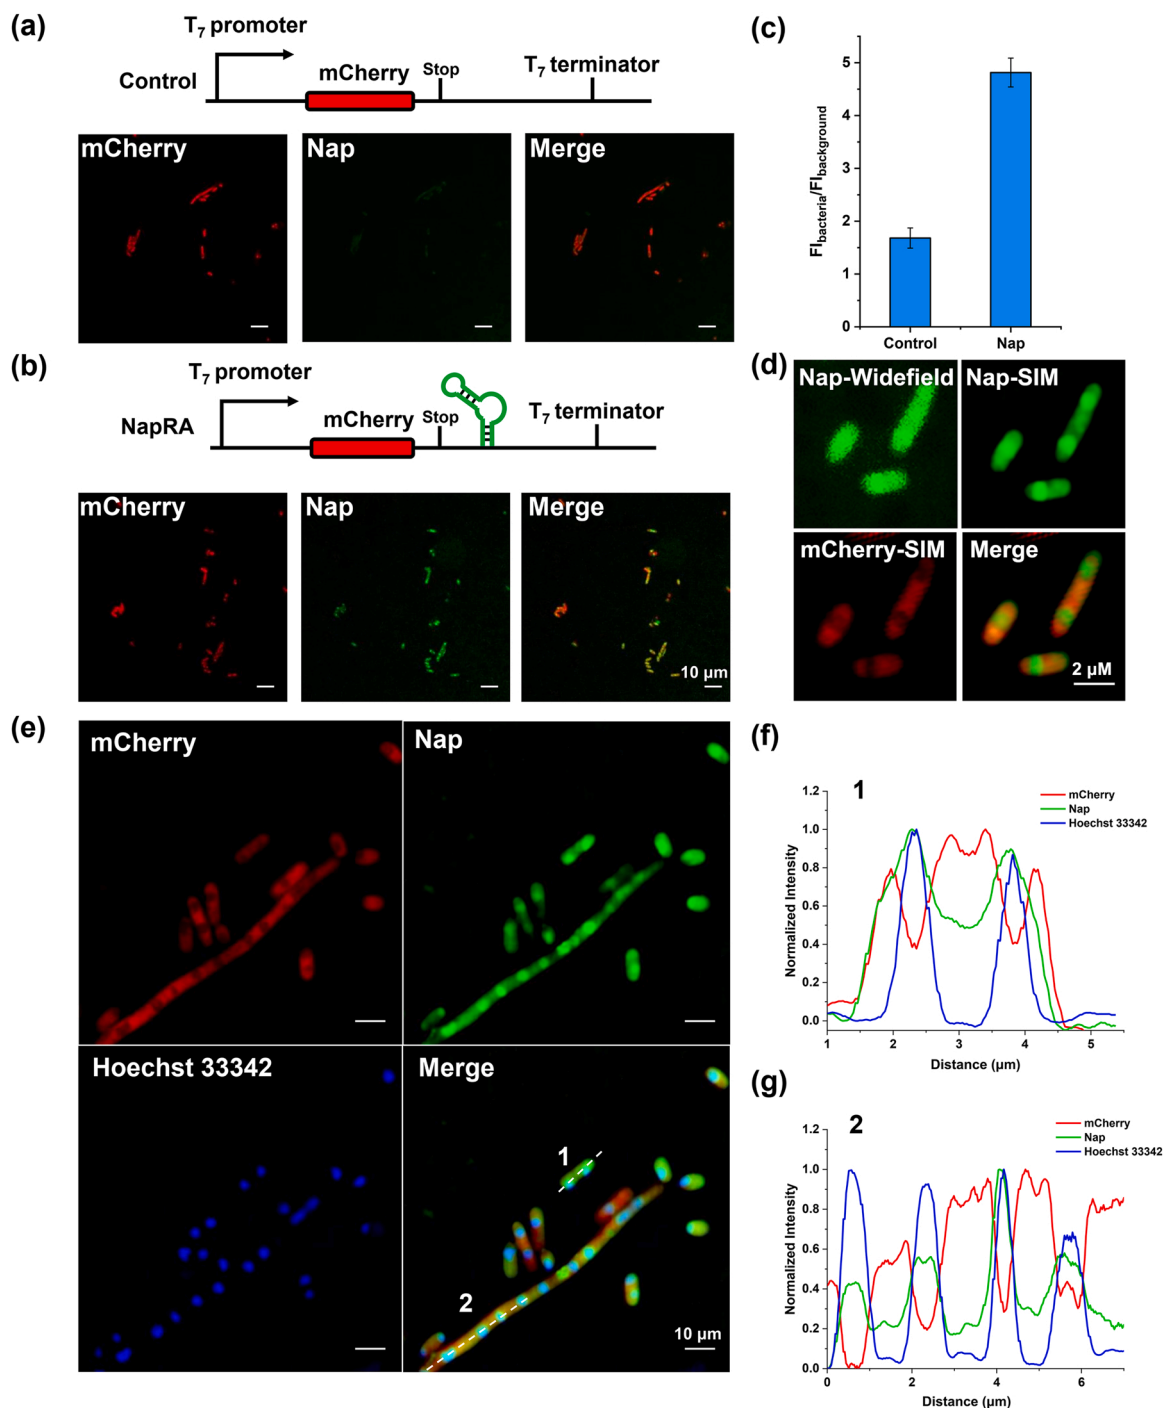 (a)
T7 promoter
Control
mCherry
Stop
T7 terminator
mCherry
Nap
Merge
(b)
T7 promoter
NapRA
mCherry
Stop
T7 terminator
mCherry
Nap
Merge
10 µm
(c)
FIbacteria/FIbackground
5
4
3
2
1
0
Control
Nap
(d)
Nap-Widefield
Nap-SIM
mCherry-SIM
Merge
2 µM
(e)
mCherry
Nap
Hoechst 33342
Merge
1
2
10 µm
(f)
1
mCherry
Nap
Hoechst 33342
Normalized Intensity
1.2
1.0
0.8
0.6
0.4
0.2
0.0
1 2 3 4 5
Distance (µm)
(g)
2
mCherry
Nap
Hoechst 33342
Normalized Intensity
1.2
1.0
0.8
0.6
0.4
0.2
0.0
0 2 4 6
Distance (µm)